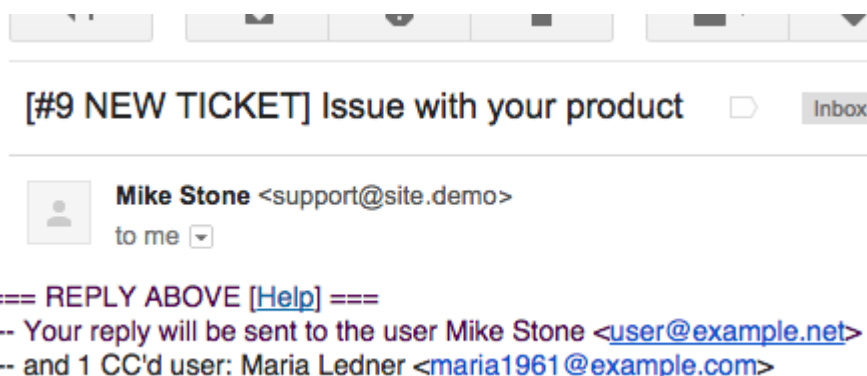 [#9 NEW TICKET] Issue with your product Inbox
Mike Stone <support@site.demo>
to me
=== REPLY ABOVE [Help] ===
-- Your reply will be sent to the user Mike Stone <user@example.net>
-- and 1 CC'd user: Maria Ledner <maria1961@example.com>